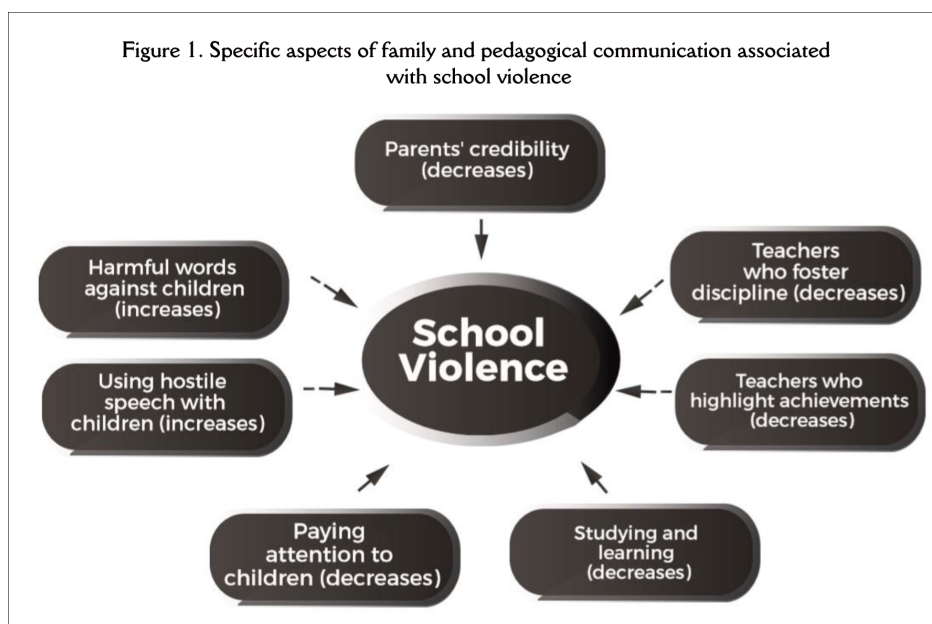 Figure 1. Specific aspects of family and pedagogical communication associated
with school violence
Parents' credibility
(decreases)
Harmful words
against children
(increases)
Teachers
who foster
discipline (decreases)
School
Violence
Using hostile
speech with
children (increases)
Teachers who
highlight achievements
(decreases)
Paying
attention to
children (decreases)
Studying and
learning
(decreases)